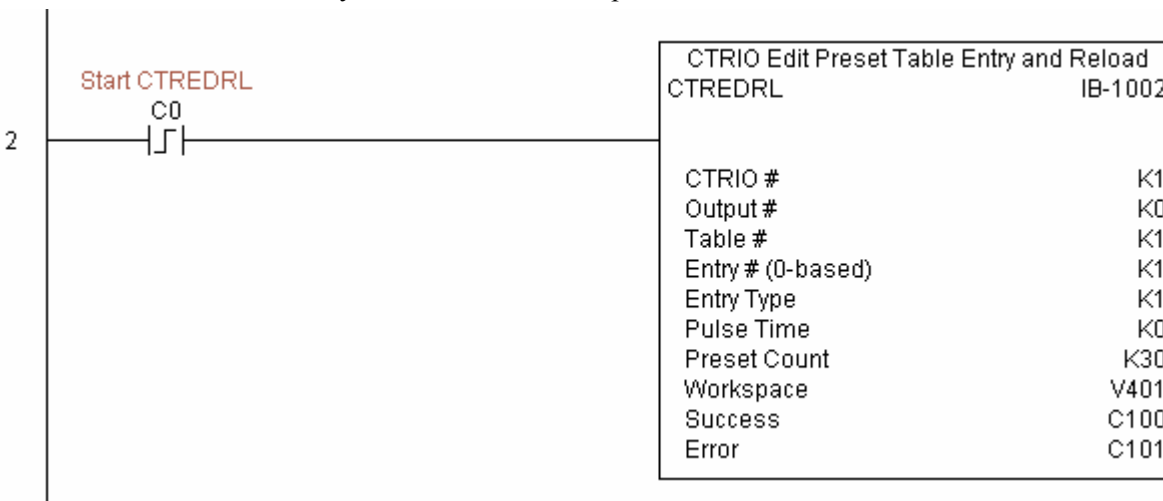 Start CTREDRL
C0
2
CTRIO Edit Preset Table Entry and Reload
CTREDRL IB-1002
CTRIO # K1
Output # K0
Table # K1
Entry # (0-based) K1
Entry Type K1
Pulse Time K0
Preset Count K30
Workspace V401
Success C100
Error C101